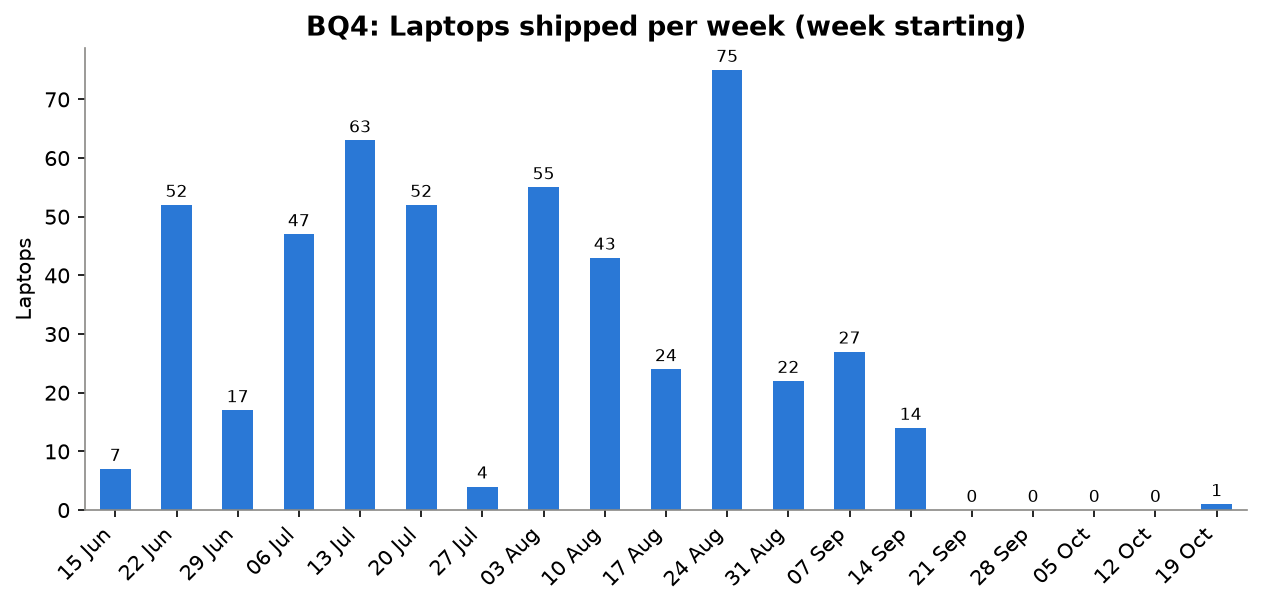 BQ4: Laptops shipped per week (week starting)
Laptops
70
60
50
40
30
20
10
0
7
52
17
47
63
52
4
55
43
24
75
22
27
14
0
0
0
0
1
15 Jun
22 Jun
29 Jun
06 Jul
13 Jul
20 Jul
27 Jul
03 Aug
10 Aug
17 Aug
24 Aug
31 Aug
07 Sep
14 Sep
21 Sep
28 Sep
05 Oct
12 Oct
19 Oct